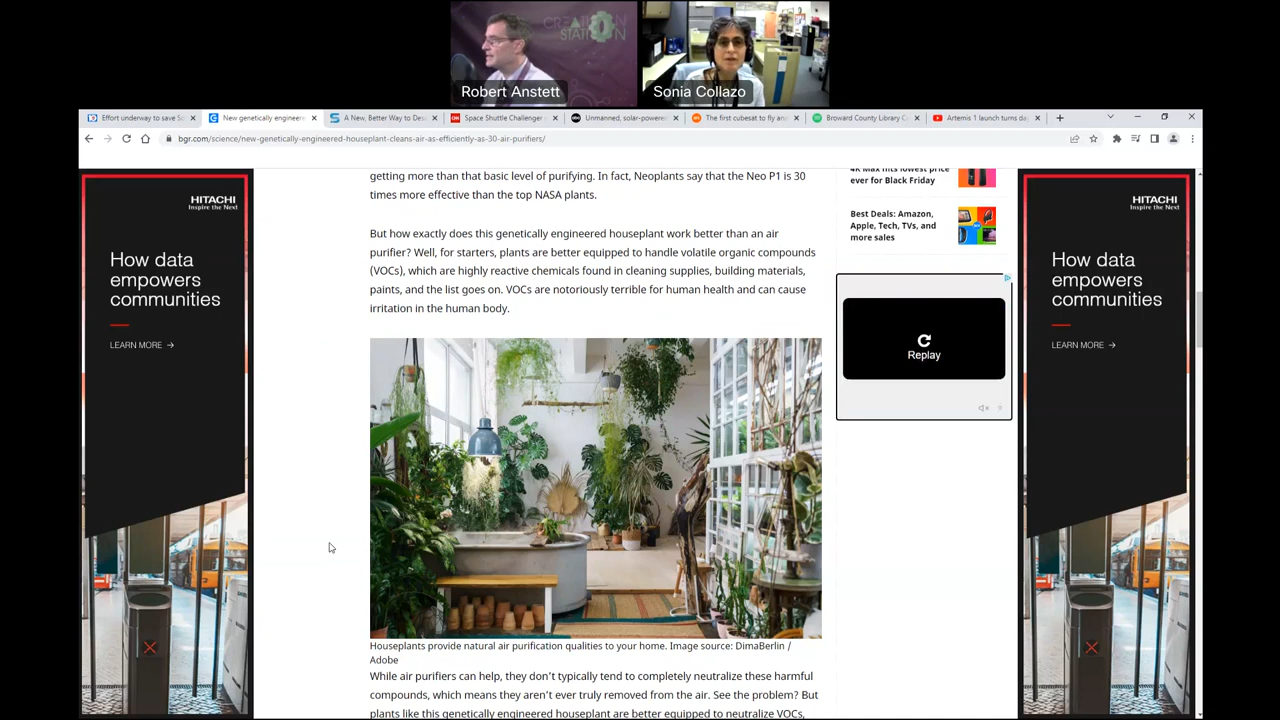 CREATION
STATION
Robert Anstett
Sonia Collazo
Effort underway to save So
New genetically engineere
A New, Better Way to Des
Space Shuttle Challenger
Unmanned, solar-powere
The first cubesat to fly an
Broward County Library C
Artemis 1 launch turns da
bgr.com/science/new-genetically-engineered-houseplant-cleans-air-as-efficiently-as-30-air-purifiers/
HITACHI
Inspire the Next
How data
empowers
communities
LEARN MORE →
getting more than that basic level of purifying. In fact, Neoplants say that the Neo P1 is 30
times more effective than the top NASA plants.
But how exactly does this genetically engineered houseplant work better than an air
purifier? Well, for starters, plants are better equipped to handle volatile organic compounds
(VOCs), which are highly reactive chemicals found in cleaning supplies, building materials,
paints, and the list goes on. VOCs are notoriously terrible for human health and can cause
irritation in the human body.
Houseplants provide natural air purification qualities to your home. Image source: DimaBerlin /
Adobe
While air purifiers can help, they don't typically tend to completely neutralize these harmful
compounds, which means they aren't ever truly removed from the air. See the problem? But
plants like this genetically engineered houseplant are better equipped to neutralize VOCs,
4K Max hits lowest price
ever for Black Friday
Best Deals: Amazon,
Apple, Tech, TVs, and
more sales
Replay
HITACHI
Inspire the Next
How data
empowers
communities
LEARN MORE →